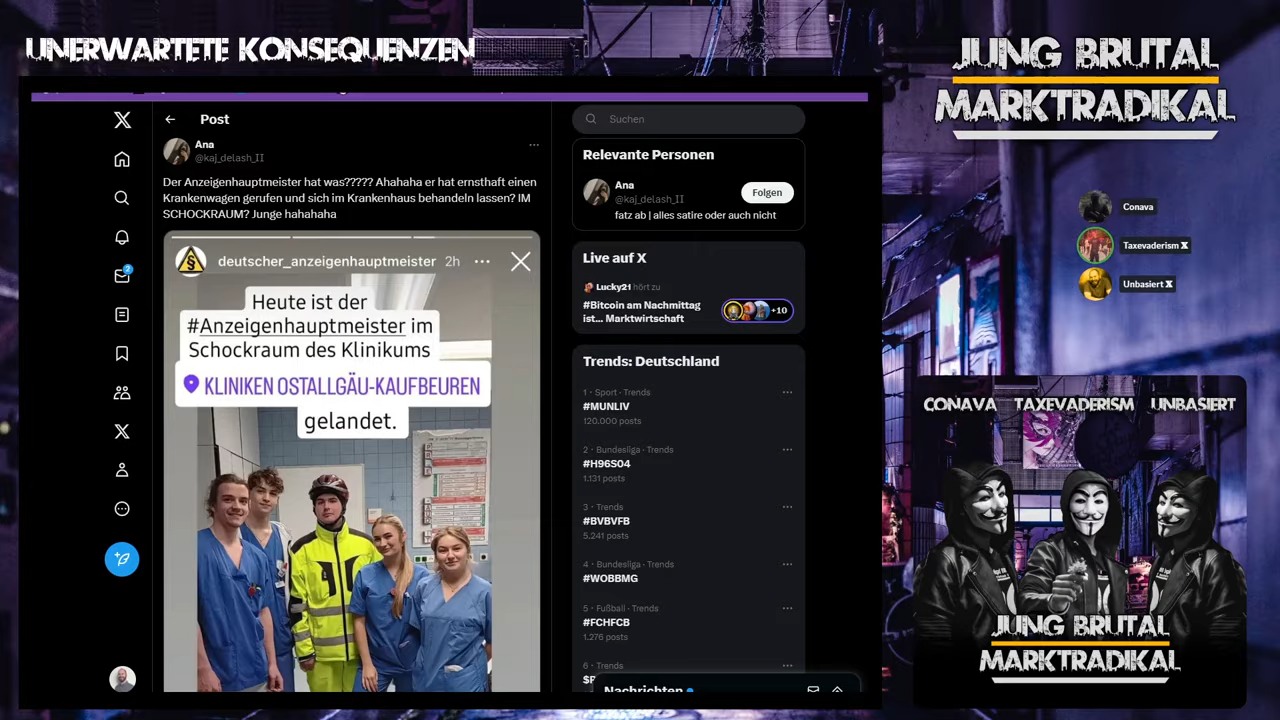 UNERWARTETE KONSEQUENZEN
JUNG BRUTAL
MARKTRADIKAL
Post
Ana
@kaj_delash_II
Der Anzeigenhauptmeister hat was????? Ahahaha er hat ernsthaft einen
Krankenwagen gerufen und sich im Krankenhaus behandeln lassen? IM
SCHOCKRAUM? Junge hahahaha
deutscher_anzeigenhauptmeister 2h
Heute ist der
#Anzeigenhauptmeister im
Schockraum des Klinikums
KLINIKEN OSTALLGÄU-KAUFBEUREN
gelandet.
Suchen
Relevante Personen
Ana
@kaj_delash_II
Folgen
fatz ab | alles satire oder auch nicht
Live auf X
Lucky21 hört zu
#Bitcoin am Nachmittag
ist... Marktwirtschaft
+10
Trends: Deutschland
1 · Sport · Trends
#MUNLIV
120.000 posts
2 · Bundesliga · Trends
#H96S04
1.131 posts
3 · Trends
#BVBVFB
5.241 posts
4 · Bundesliga · Trends
#WOBBMG
5 · Fußball · Trends
#FCHFCB
1.276 posts
6 · Trends
Nachrichten
2
Conava
Taxevaderism X
Unbasiert X
CONAVA TAXEVADERISM UNBASIERT
JUNG BRUTAL
MARKTRADIKAL